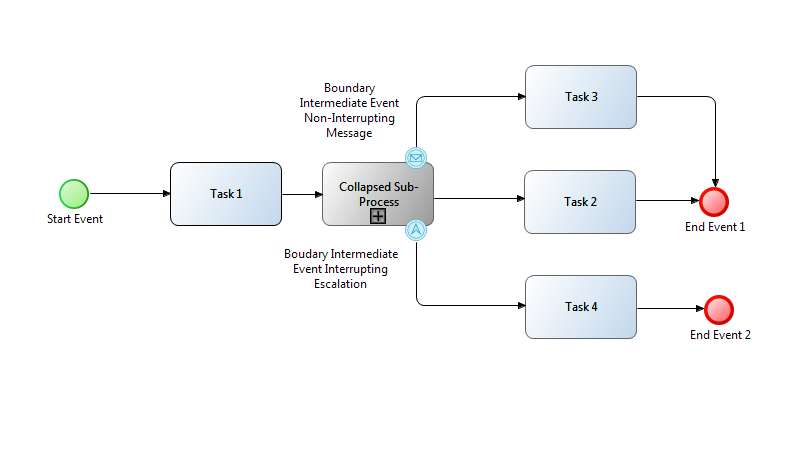 Boundary
Intermediate Event
Non-Interrupting
Message
Task 3
Task 1
Collapsed Sub-
Process
Task 2
Start Event
End Event 1
Boudary Intermediate
Event Interrupting
Escalation
Task 4
End Event 2